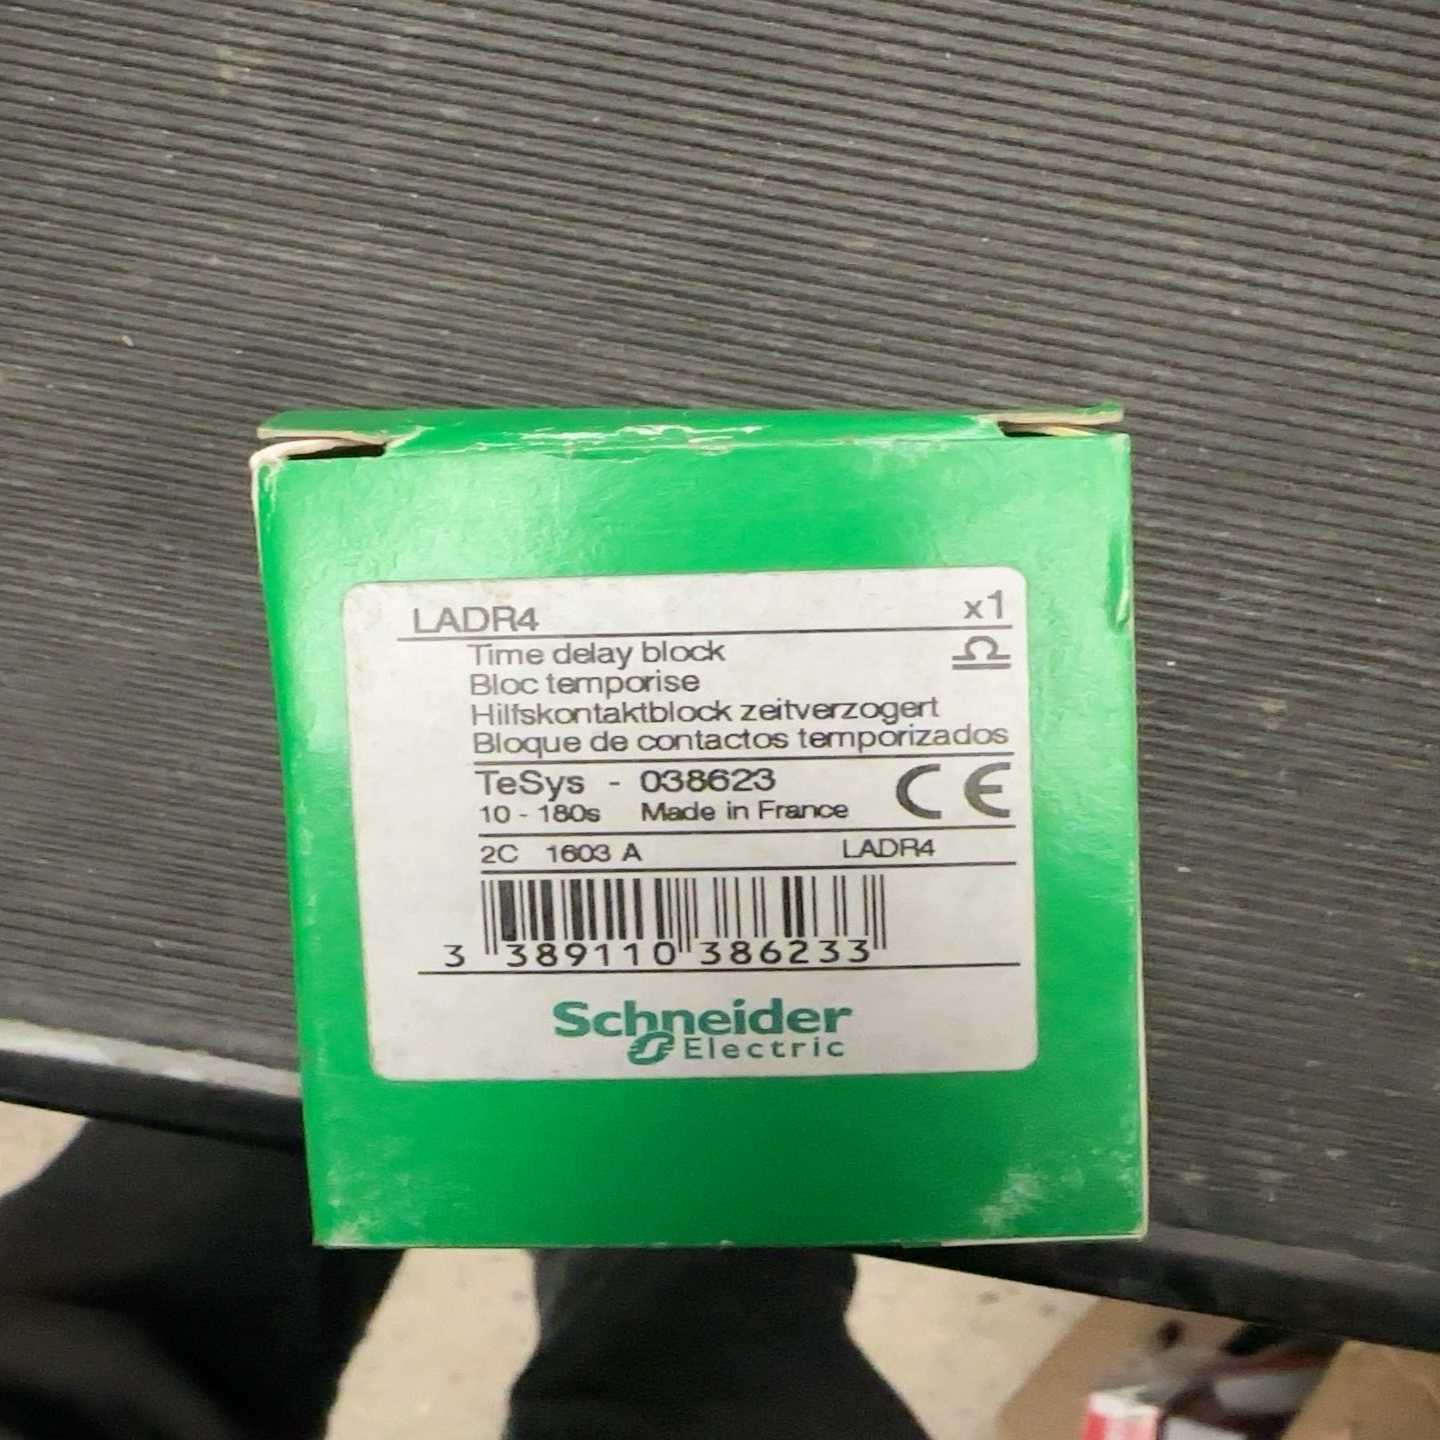 LADR4 x1
Time delay block
Bloc temporise
Hilfskontaktblock zeitverzogert
Bloque de contactos temporizados
TeSys - 038623
10 - 180s Made in France CE
2C 1603 A LADR4
3 389110 386233
Schneider
Electric